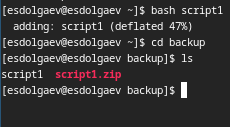 [esdolgaev@esdolgaev ~]$ bash script1
  adding: script1 (deflated 47%)
[esdolgaev@esdolgaev ~]$ cd backup
[esdolgaev@esdolgaev backup]$ ls
script1  script1.zip
[esdolgaev@esdolgaev backup]$